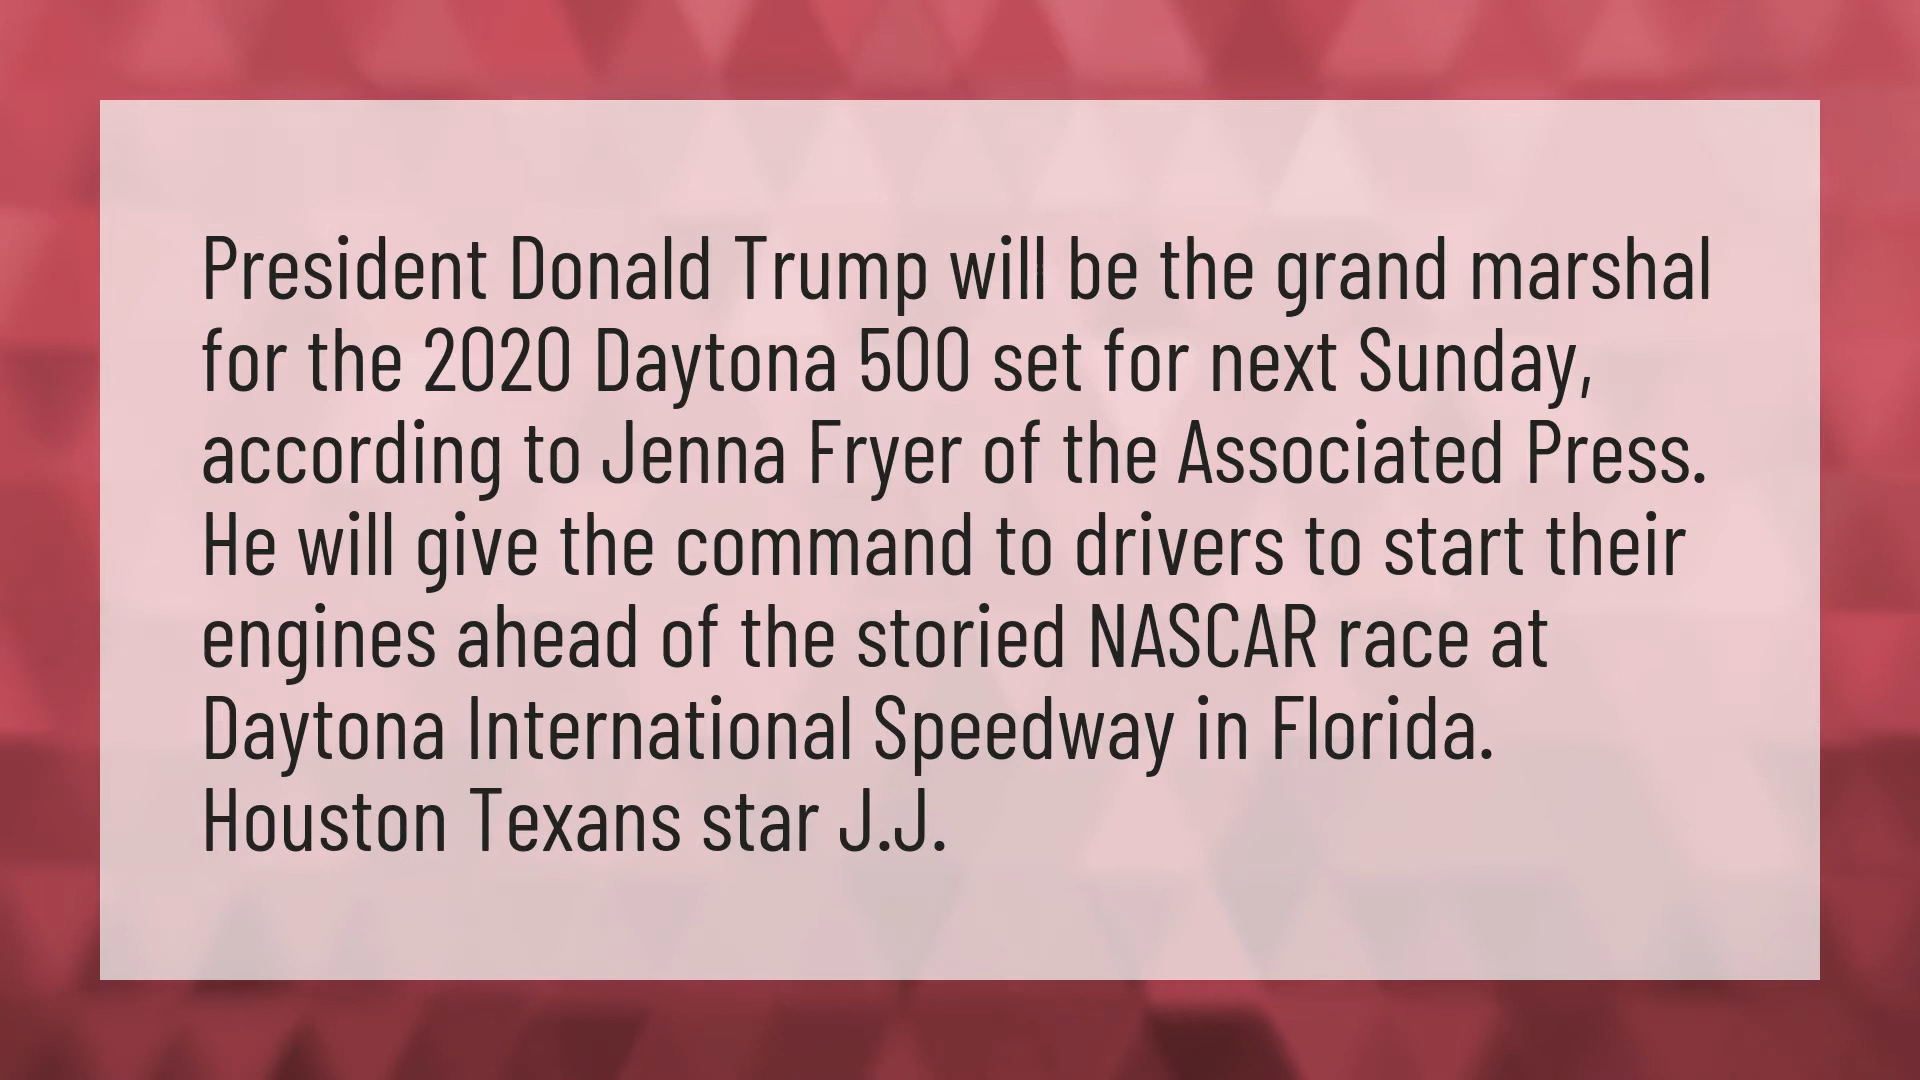 President Donald Trump will be the grand marshal
for the 2020 Daytona 500 set for next Sunday,
according to Jenna Fryer of the Associated Press.
He will give the command to drivers to start their
engines ahead of the storied NASCAR race at
Daytona International Speedway in Florida.
Houston Texans star J.J.